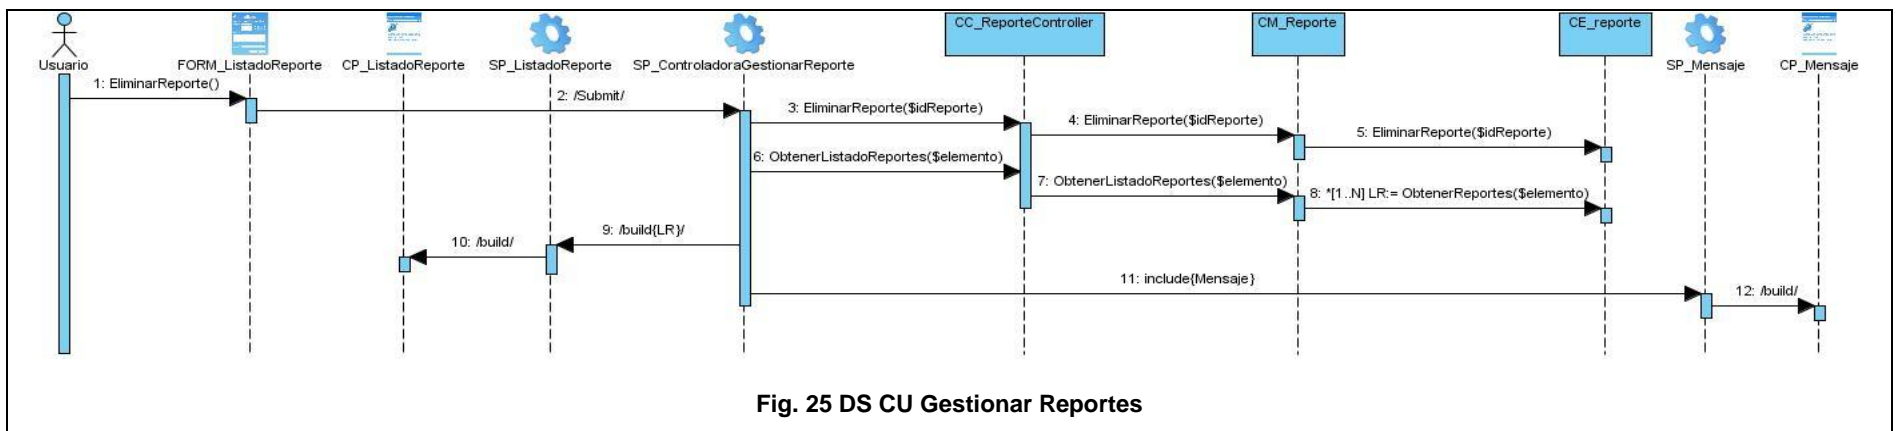 CC_ReporteController CM_Reporte CE_reporte
Usuario FORM_ListadoReporte CP_ListadoReporte SP_ListadoReporte SP_ControladoraGestionarReporte SP_Mensaje CP_Mensaje
1: EliminarReporte()
2: /Submit/
3: EliminarReporte($idReporte)
4: EliminarReporte($idReporte)
5: EliminarReporte($idReporte)
6: ObtenerListadoReportes($elemento)
7: ObtenerListadoReportes($elemento)
8: *[1..N] LR:= ObtenerReportes($elemento)
9: /build{LR}/
10: /build/
11: include{Mensaje}
12: /build/
Fig. 25 DS CU Gestionar Reportes